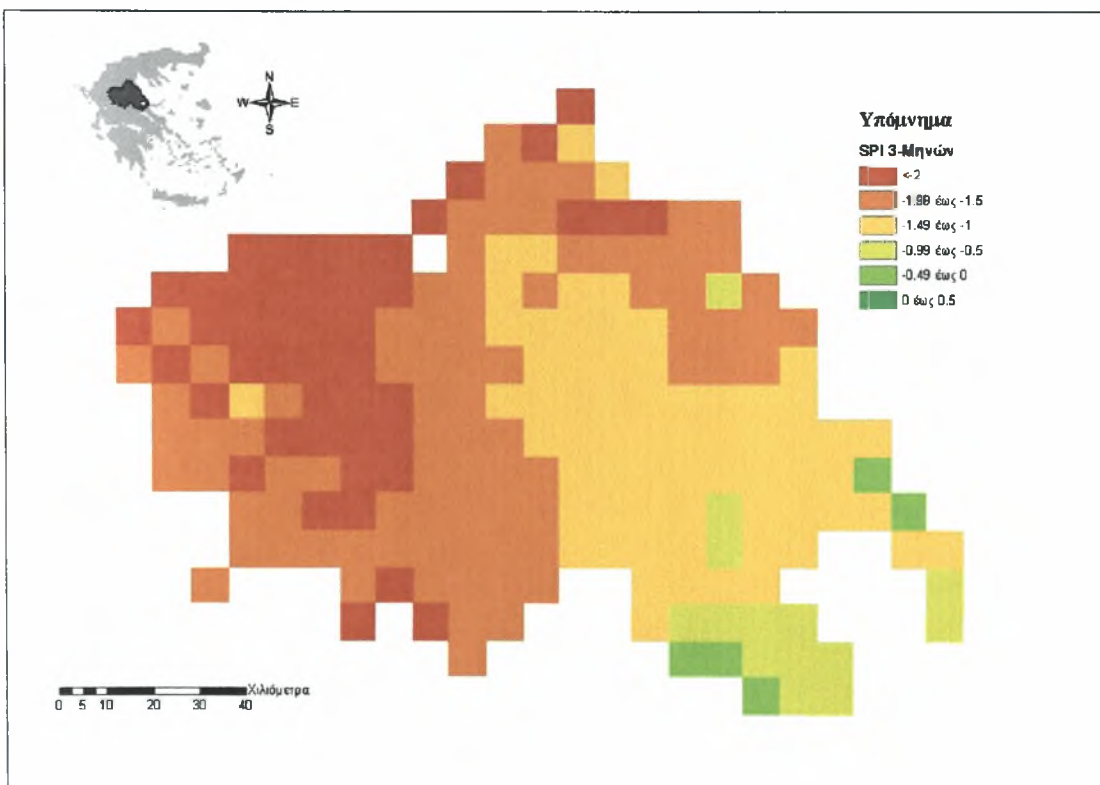 N
W E
S
Υπόμνημα
SPI 3-Μηνών
<-2
-1.99 έως -1.5
-1.49 έως -1
-0.99 έως -0.5
-0.49 έως 0
0 έως 0.5
Χιλιόμετρα
0 5 10 20 30 40